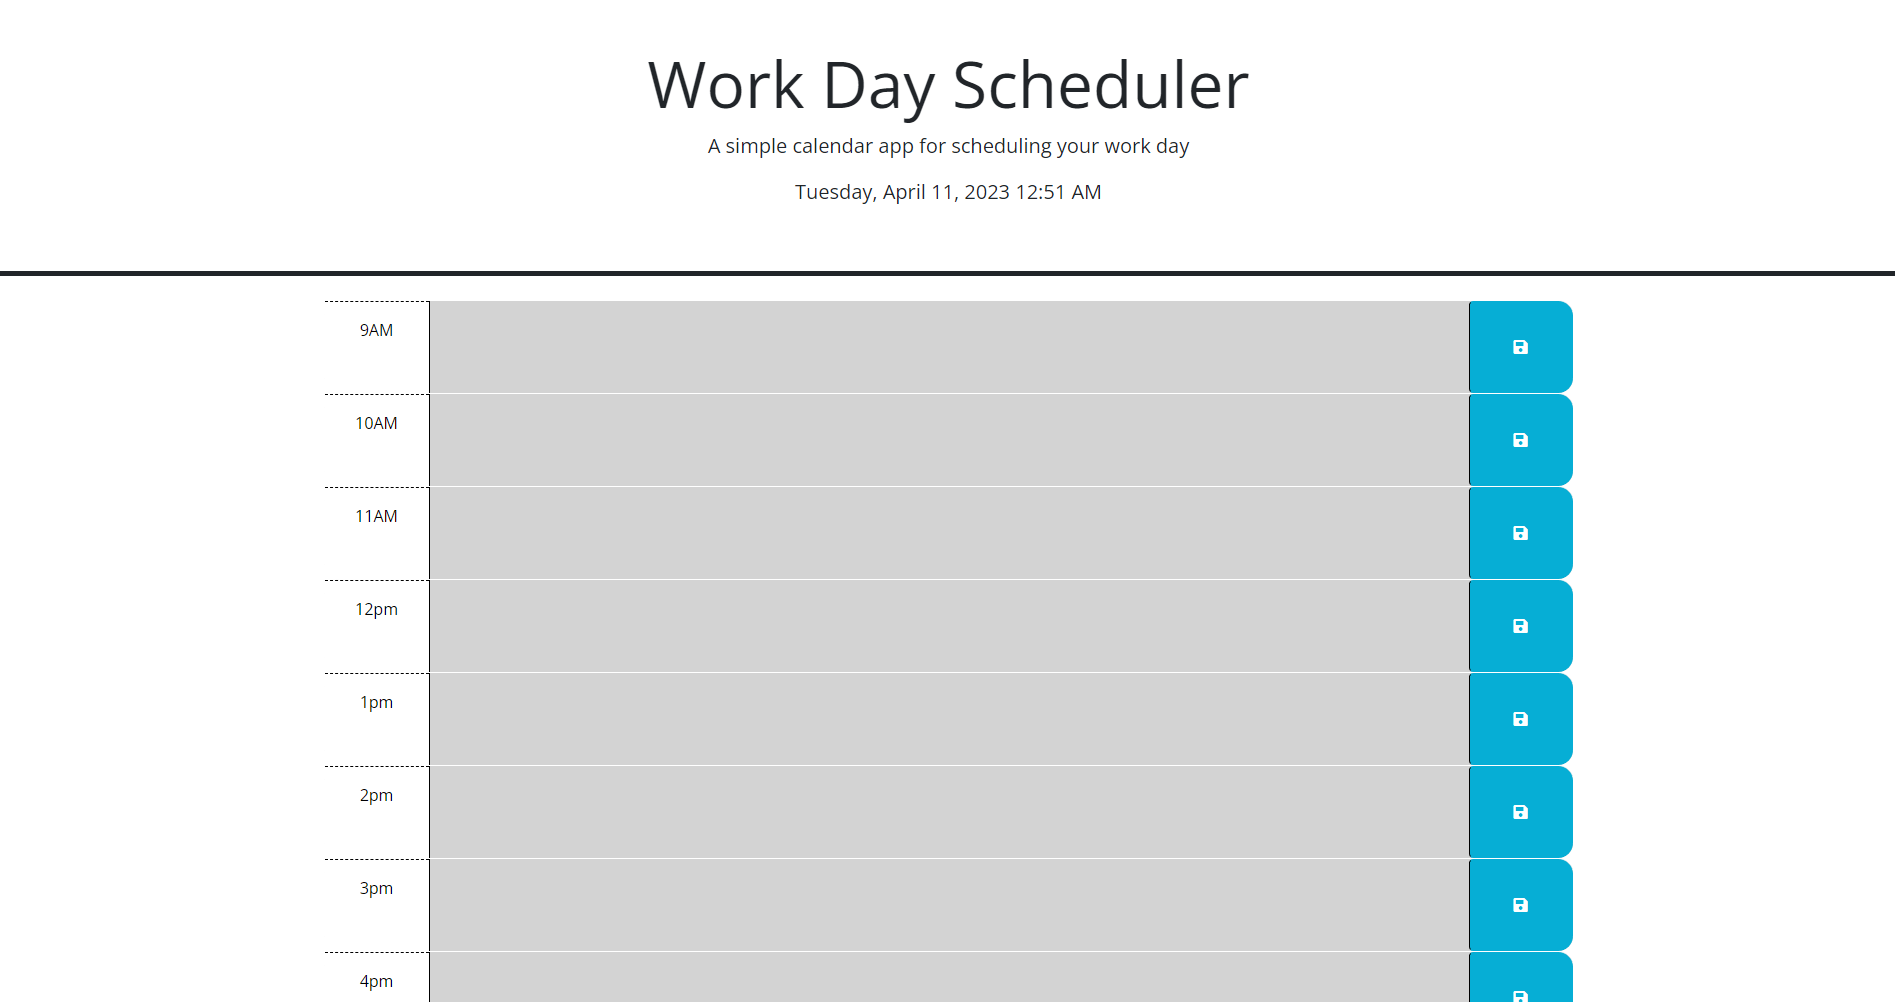 Work Day Scheduler
A simple calendar app for scheduling your work day
Tuesday, April 11, 2023 12:51 AM
9AM
10AM
11AM
12pm
1pm
2pm
3pm
4pm